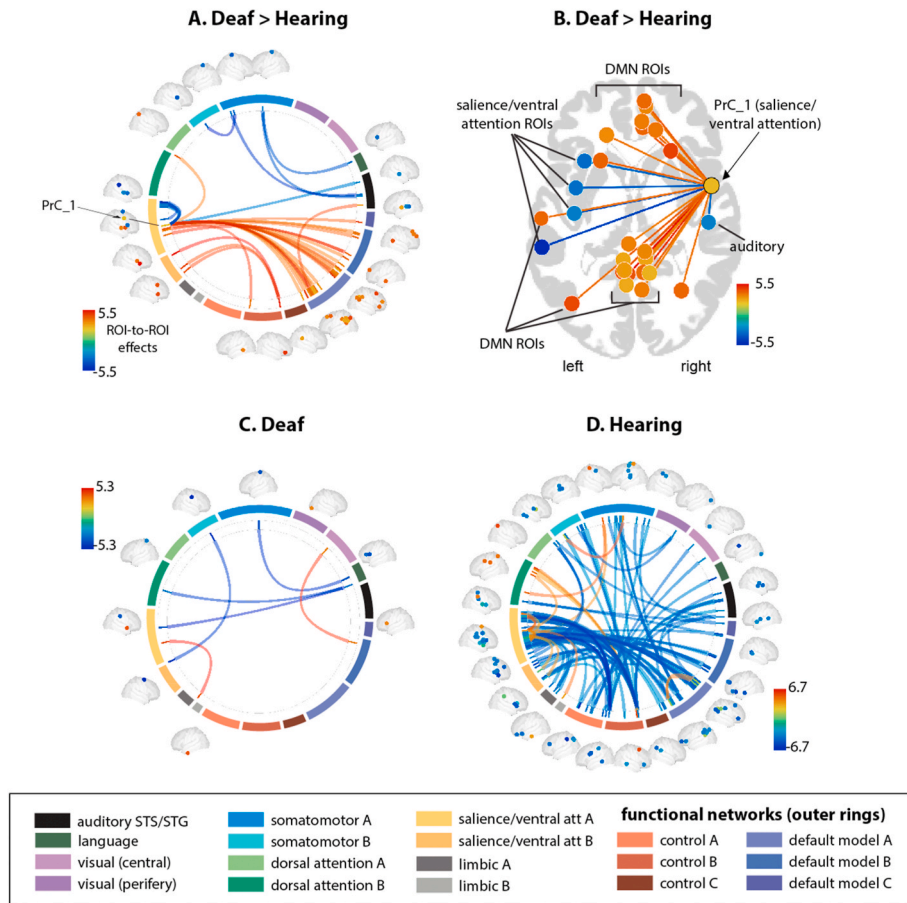 A. Deaf > Hearing
PrC_1
5.5
ROI-to-ROI
effects
-5.5
B. Deaf > Hearing
DMN ROIs
salience/ventral
attention ROIs
PrC_1 (salience/
ventral attention)
auditory
5.5
-5.5
DMN ROIs
left
right
C. Deaf
5.3
-5.3
D. Hearing
6.7
-6.7
auditory STS/STG
language
visual (central)
visual (perifery)
somatomotor A
somatomotor B
dorsal attention A
dorsal attention B
salience/ventral att A
salience/ventral att B
limbic A
limbic B
functional networks (outer rings)
control A
control B
control C
default model A
default model B
default model C